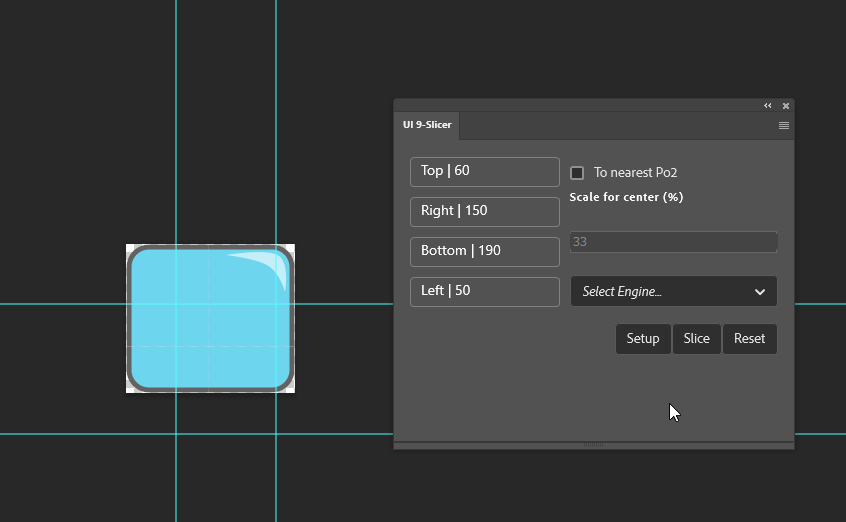 UI 9-Slicer
Top | 60
To nearest Po2
Scale for center (%)
Right | 150
33
Bottom | 190
Left | 50
Select Engine...
Setup
Slice
Reset